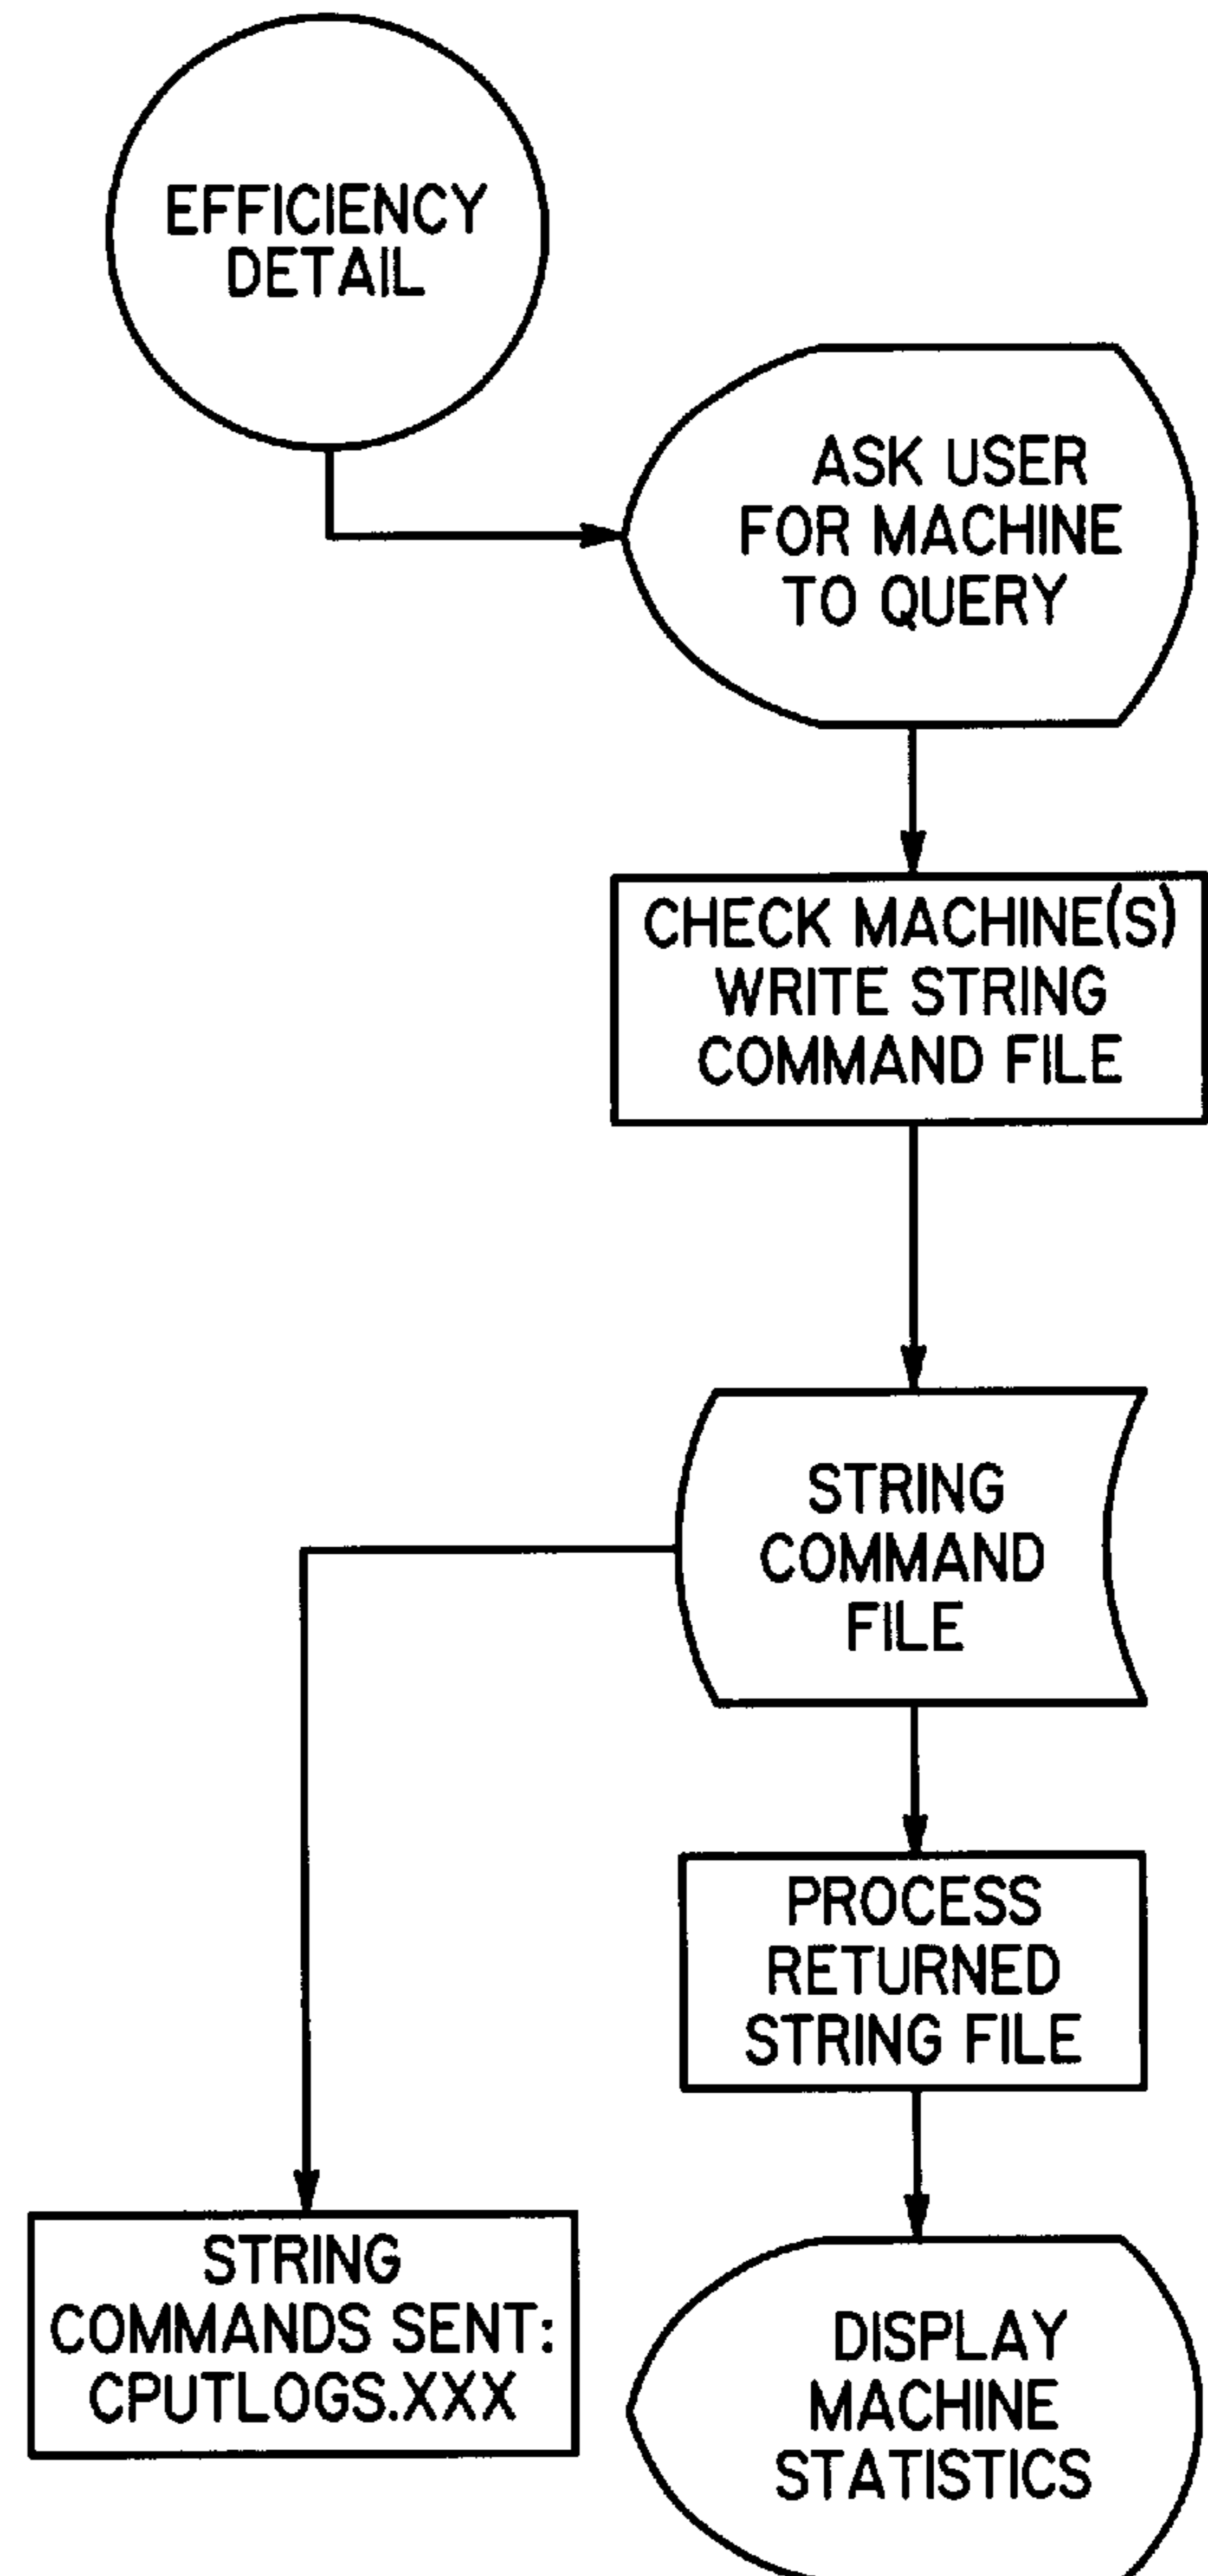 EFFICIENCY
DETAIL
ASK USER
FOR MACHINE
TO QUERY
CHECK MACHINE(S)
WRITE STRING
COMMAND FILE
STRING
COMMAND
FILE
PROCESS
RETURNED
STRING FILE
STRING
COMMANDS SENT:
CPUTLOGS.XXX
DISPLAY
MACHINE
STATISTICS